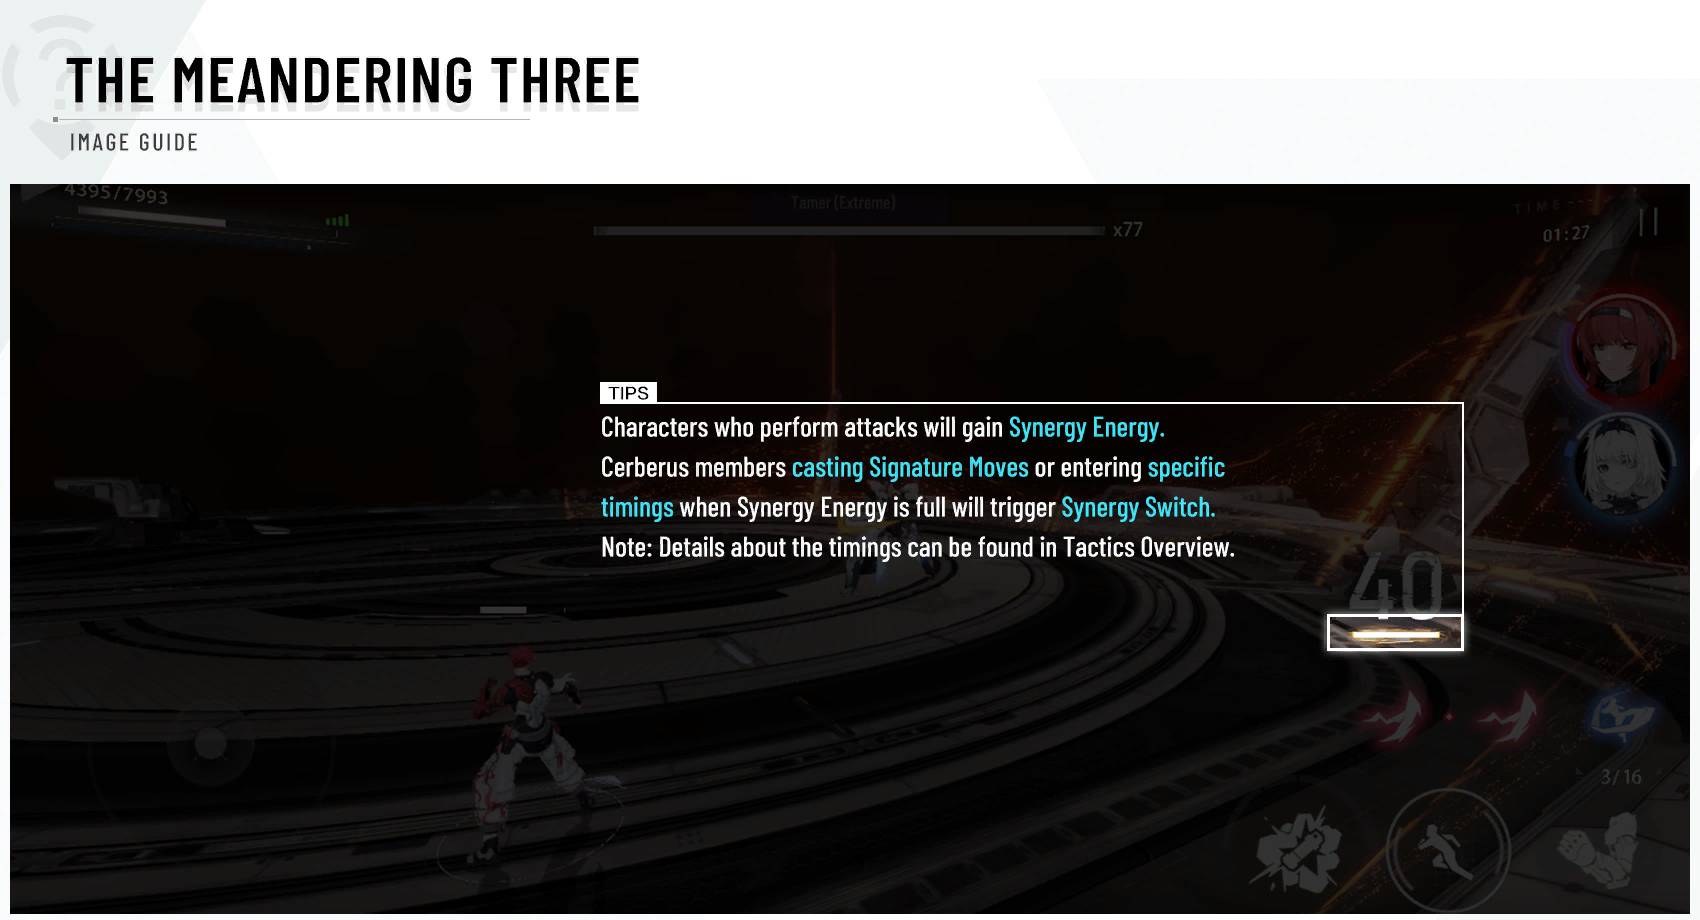 THE MEANDERING THREE
IMAGE GUIDE
4395/7993
Tamer (Extreme)
x77
TIME
01:27
TIPS
Characters who perform attacks will gain Synergy Energy.
Cerberus members casting Signature Moves or entering specific
timings when Synergy Energy is full will trigger Synergy Switch.
Note: Details about the timings can be found in Tactics Overview.
40
3/16